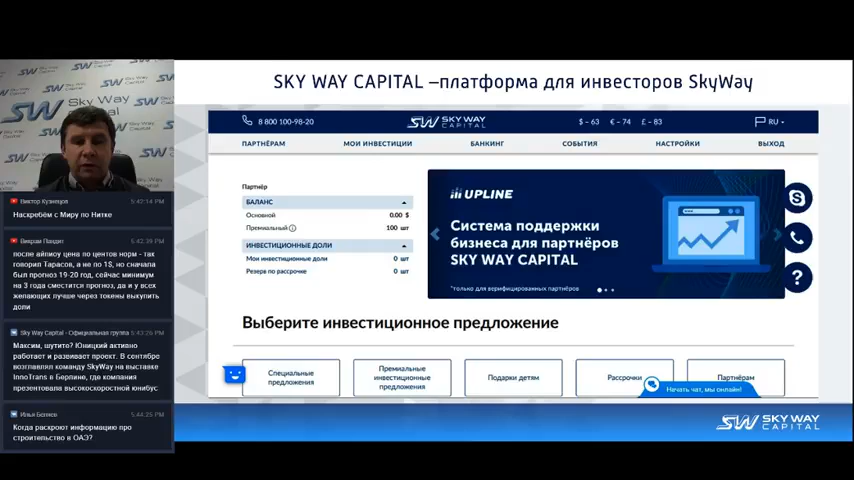 SKY WAY CAPITAL –платформа для инвесторов SkyWay
8 800 100-98-20
SW SKY WAY CAPITAL
$ – 63 € – 74 £ – 83
RU
ПАРТНЁРАМ МОИ ИНВЕСТИЦИИ БАНКИНГ СОБЫТИЯ НАСТРОЙКИ ВЫХОД
Партнёр
БАЛАНС
Основной 0.00 $
Премиальный 100 шт
ИНВЕСТИЦИОННЫЕ ДОЛИ
Мои инвестиционные доли 0 шт
Резерв по рассрочке 0 шт
UPLINE
Система поддержки
бизнеса для партнёров
SKY WAY CAPITAL
*только для верифицированных партнёров
Выберите инвестиционное предложение
Специальные
предложения
Премиальные
инвестиционные
предложения
Подарки детям
Рассрочки
Партнёрам
Начать чат, мы онлайн!
SW SKY WAY
CAPITAL
Sky Way
Capital
SW
Виктор Кузнецов 5:42:14 PM
Наскребём с Миру по Нитке
Викрам Пандит 5:42:39 PM
после айпиоу цена по центов норм - так
говорил Тарасов, а не по 1$, но сначала
был прогноз 19-20 год, сейчас минимум
на 3 года сместится прогноз, да и у всех
желающих лучше через токены выкупить
доли
Sky Way Capital - Официальная группа 5:43:26 PM
Максим, шутите? Юницкий активно
работает и развивает проект. В сентябре
возглавлял команду SkyWay на выставке
InnoTrans в Берлине, где компания
презентовала высокоскоростной юнибус
Илья Беляев 5:44:25 PM
Когда раскроют информацию про
строительство в ОАЭ?